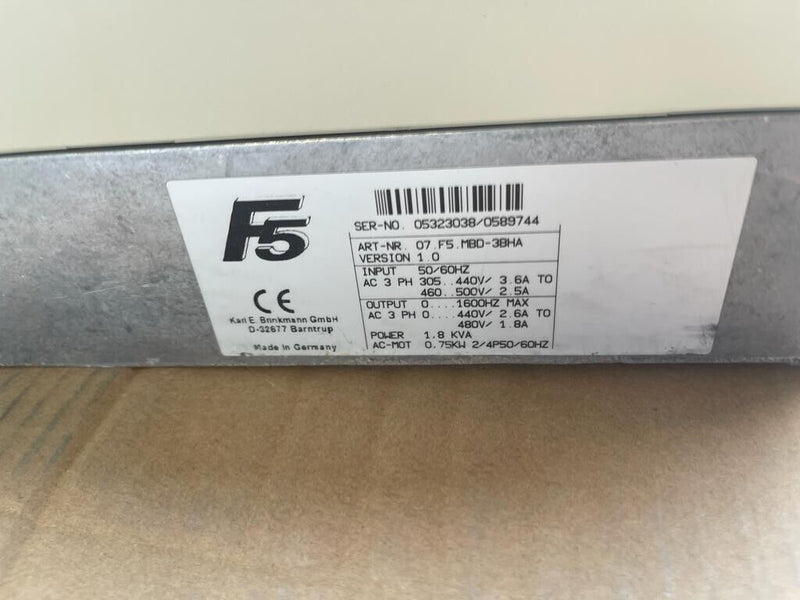 F5
CE
Karl E. Brinkmann GmbH
D-32677 Barntrup
Made in Germany
SER-NO. 05323038/0589744
ART-NR. 07.F5.MBD-3BHA
VERSION 1.0
INPUT 50/60HZ
AC 3 PH 305..440V/ 3.6A TO
460..500V/ 2.5A
OUTPUT 0....1600HZ MAX
AC 3 PH 0....440V/ 2.6A TO
480V/ 1.8A
POWER 1.8 KVA
AC-MOT 0.75KW 2/4P50/60HZ